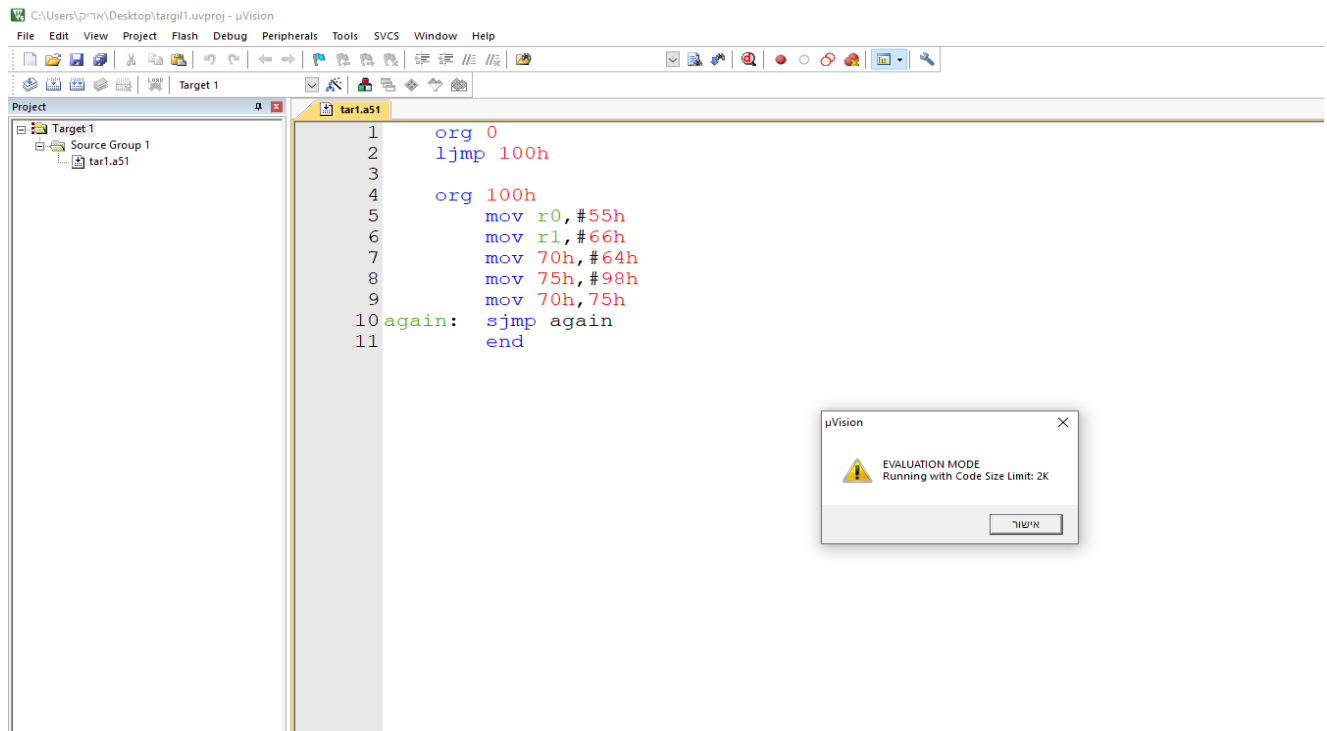 C:\Users\אריק\Desktop\targil1.uvproj - µVision
File Edit View Project Flash Debug Peripherals Tools SVCS Window Help
LOAD Target 1
Project
tar1.a51
Target 1
Source Group 1
tar1.a51
1 org 0
2 ljmp 100h
3
4 org 100h
5 mov r0,#55h
6 mov r1,#66h
7 mov 70h,#64h
8 mov 75h,#98h
9 mov 70h,75h
10 again: sjmp again
11 end
µVision
EVALUATION MODE
Running with Code Size Limit: 2K
אישור